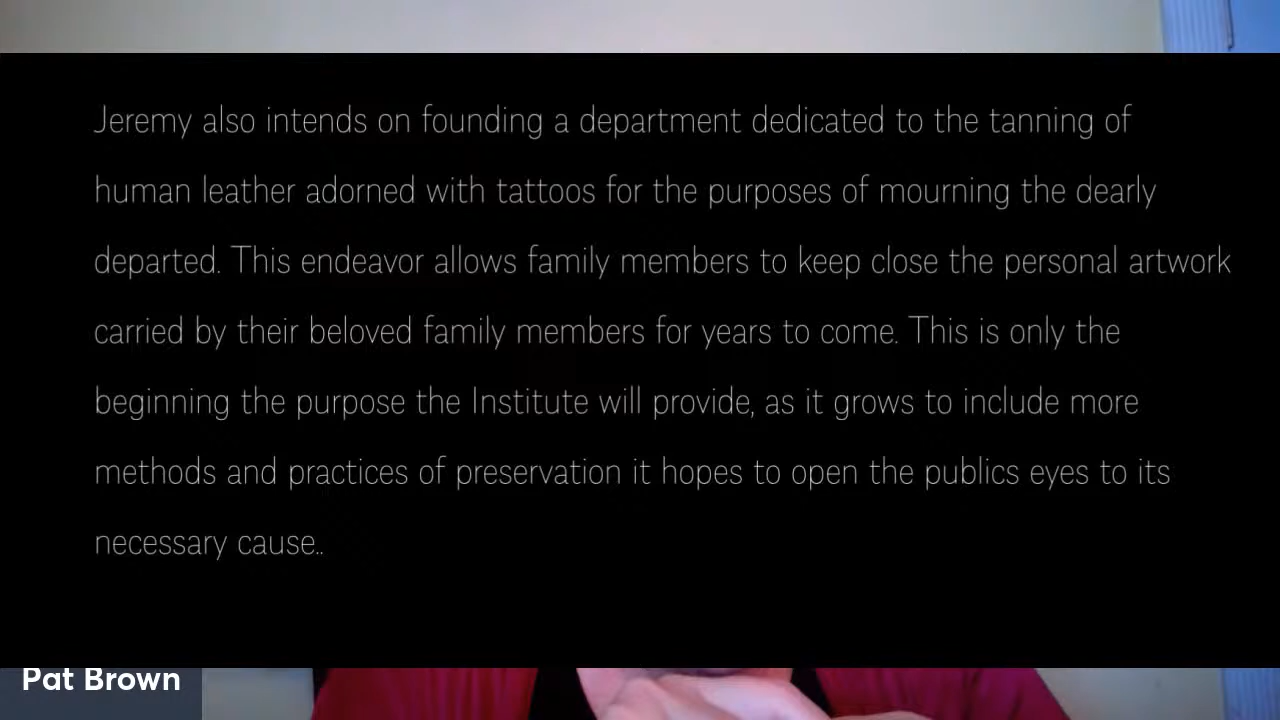 Jeremy also intends on founding a department dedicated to the tanning of
human leather adorned with tattoos for the purposes of mourning the dearly
departed. This endeavor allows family members to keep close the personal artwork
carried by their beloved family members for years to come. This is only the
beginning the purpose the Institute will provide, as it grows to include more
methods and practices of preservation it hopes to open the publics eyes to its
necessary cause..
Pat Brown